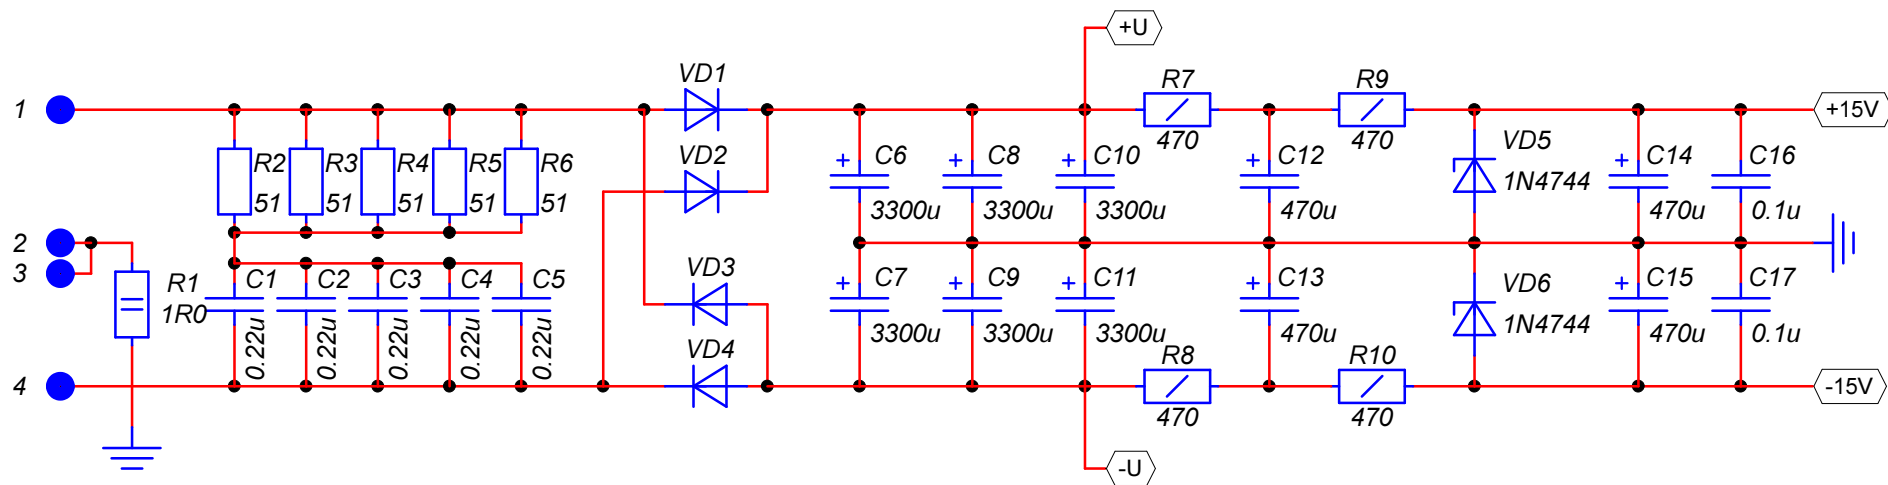 +U
VD1
R7
R9
1
+15V
470
470
VD2
VD5
R2
R3
R4
R5
R6
C6
C8
C10
C12
C14
C16
1N4744
51
51
51
51
51
3300u
3300u
3300u
470u
470u
0.1u
2
3
R1
1R0
C1
C2
C3
C4
C5
VD3
C7
C9
C11
C13
VD6
C15
C17
0.22u
0.22u
0.22u
0.22u
0.22u
1N4744
3300u
3300u
3300u
470u
470u
0.1u
VD4
R8
R10
4
-15V
470
470
-U